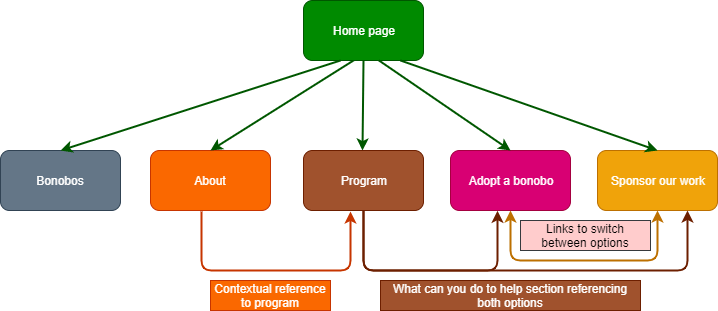 Home page
Bonobos
About
Program
Adopt a bonobo
Sponsor our work
Links to switch
between options
Contextual reference
to program
What can you do to help section referencing
both options